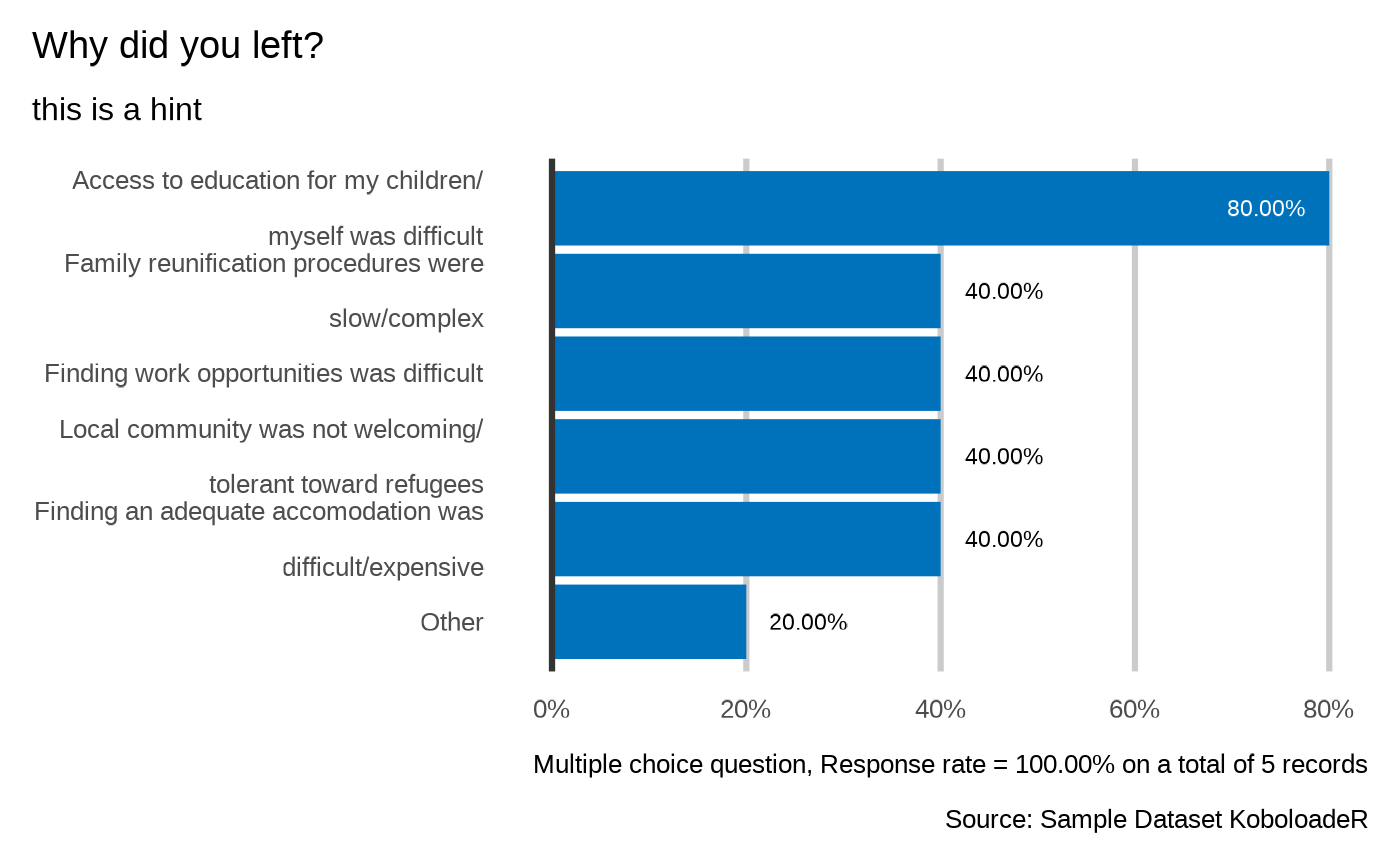 Why did you left?
this is a hint
Access to education for my children/
myself was difficult
80.00%
Family reunification procedures were
slow/complex
40.00%
Finding work opportunities was difficult
40.00%
Local community was not welcoming/
tolerant toward refugees
40.00%
Finding an adequate accomodation was
difficult/expensive
40.00%
Other
20.00%
0% 20% 40% 60% 80%
Multiple choice question, Response rate = 100.00% on a total of 5 records
Source: Sample Dataset KoboloadeR